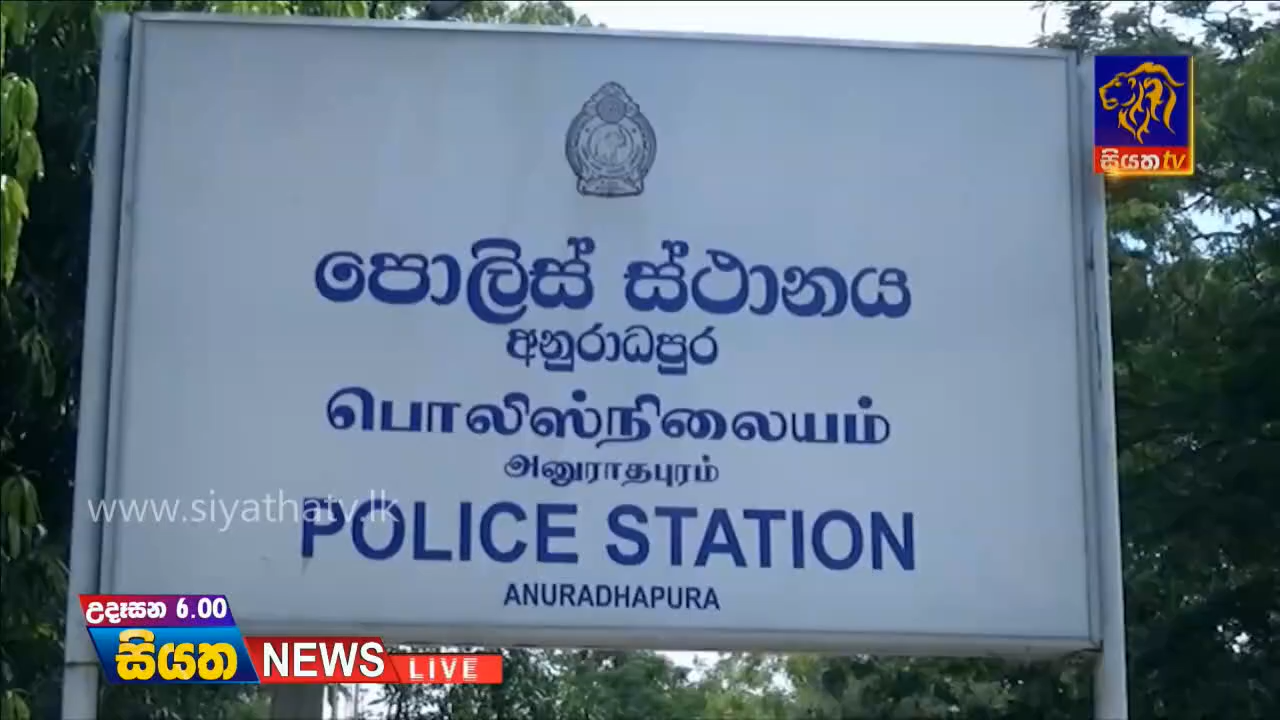 සියත tv
පොලිස් ස්ථානය
අනුරාධපුර
பொலிஸ்நிலையம்
அனுராதபுரம்
www.siyathatv.lk
POLICE STATION
ANURADHAPURA
උදෑසන 6.00
සියත NEWS LIVE